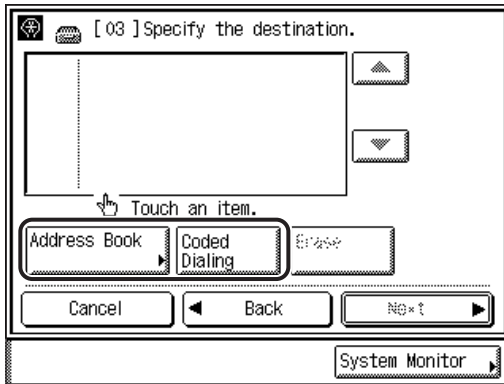 [ 03 ]Specify the destination.
Touch an item.
Address Book
Coded
Dialing
Erase
Cancel
Back
Next
System Monitor